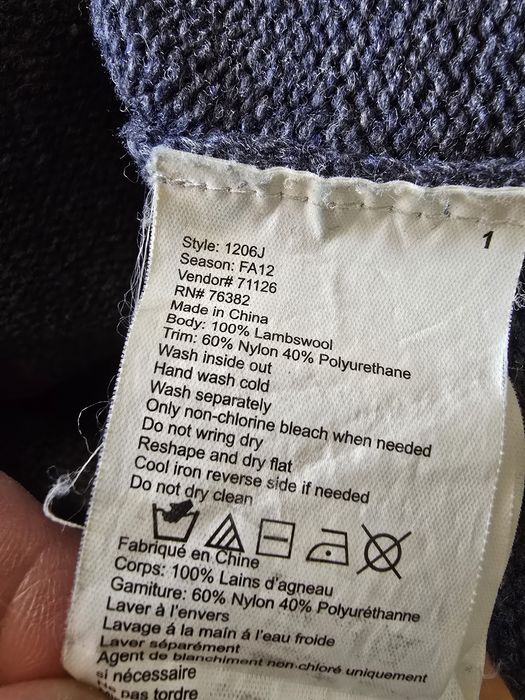 1
Style: 1206J
Season: FA12
Vendor# 71126
RN# 76382
Made in China
Body: 100% Lambswool
Trim: 60% Nylon 40% Polyurethane
Wash inside out
Hand wash cold
Wash separately
Only non-chlorine bleach when needed
Do not wring dry
Reshape and dry flat
Cool iron reverse side if needed
Do not dry clean
Fabriqué en Chine
Corps: 100% Lains d'agneau
Garniture: 60% Nylon 40% Polyuréthanne
Laver à l'envers
Lavage á la main á l'eau froide
Laver séparément
Agent de blanchiment non-chloré uniquement
si nécessaire
Ne pas tordre